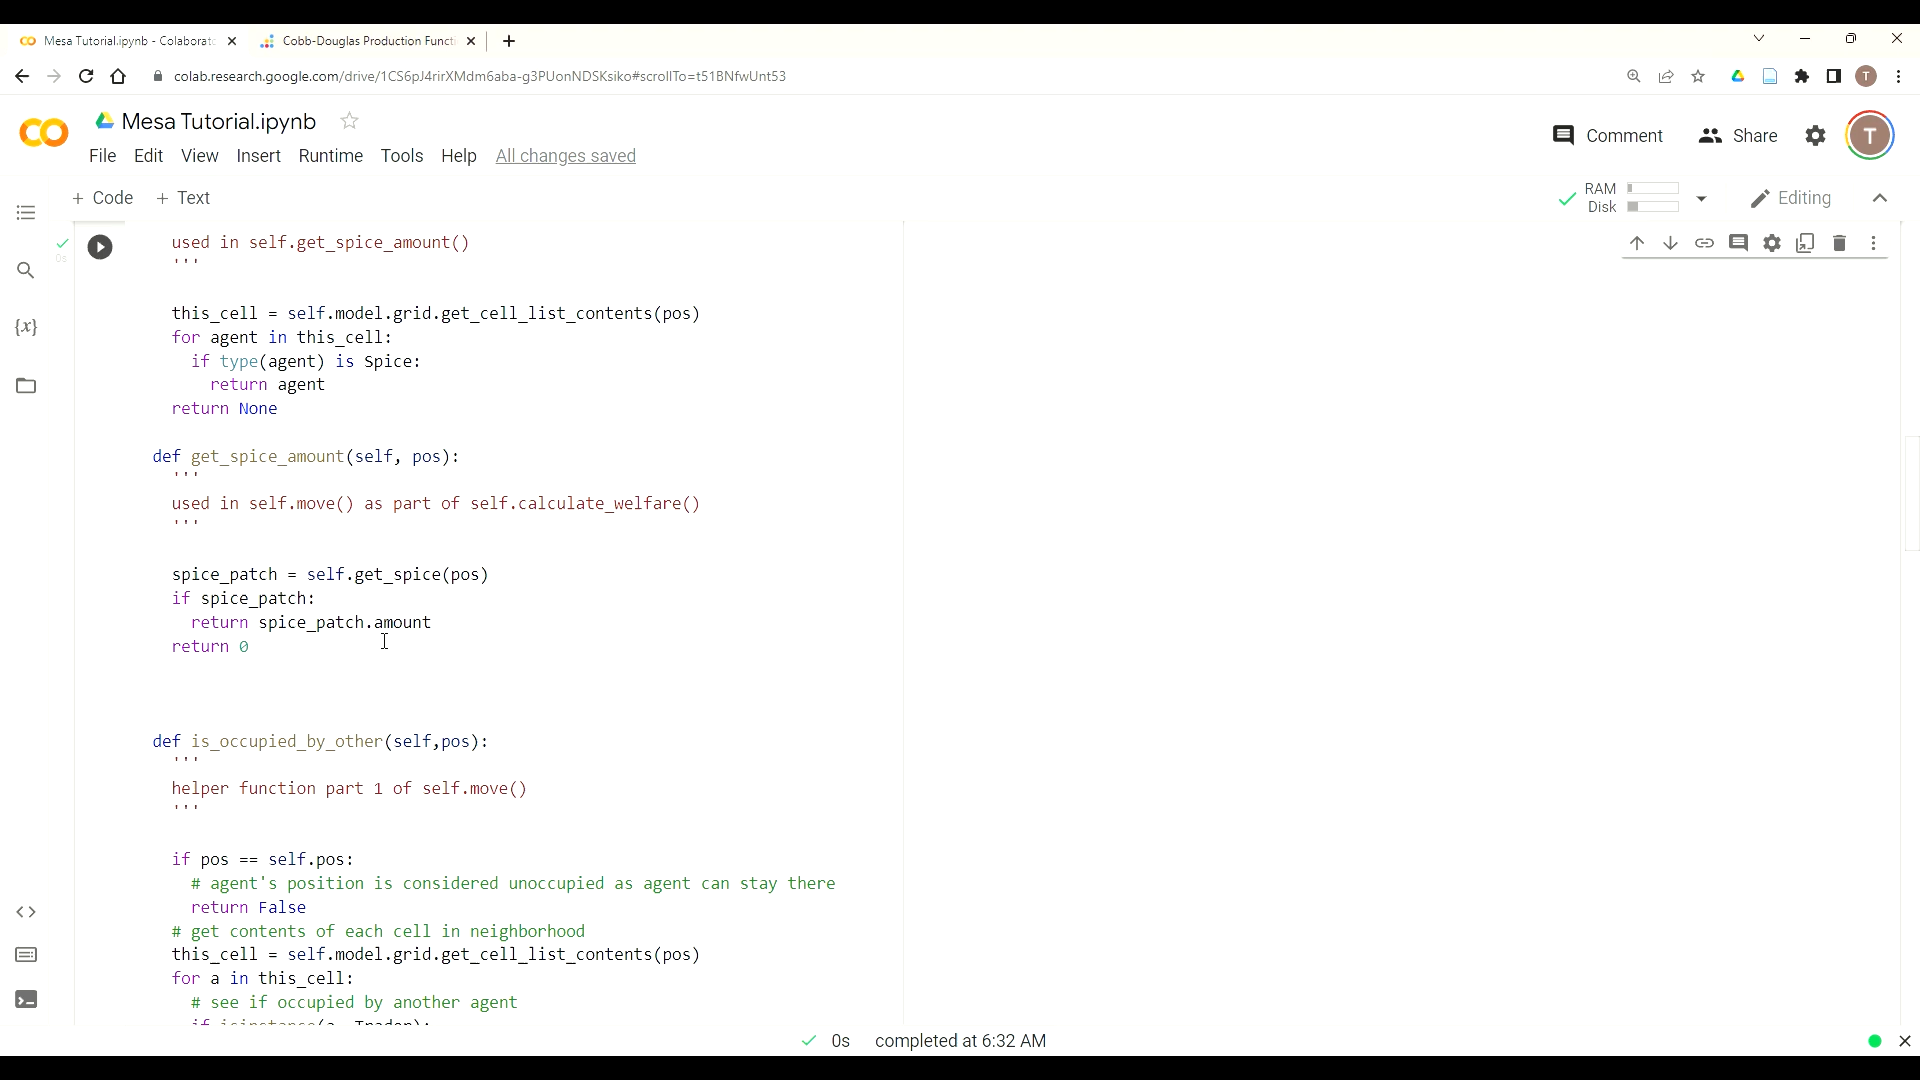 Mesa Tutorial.ipynb - Colaborato
Cobb-Douglas Production Functi
colab.research.google.com/drive/1CS6pJ4rirXMdm6aba-g3PUonNDSKsiko#scrollTo=t51BNfwUnt53
T
Mesa Tutorial.ipynb
Comment
Share
T
File Edit View Insert Runtime Tools Help All changes saved
+ Code + Text
RAM
Disk
Editing
{x}
0s
used in self.get_spice_amount()
'''
this_cell = self.model.grid.get_cell_list_contents(pos)
for agent in this_cell:
if type(agent) is Spice:
return agent
return None
def get_spice_amount(self, pos):
'''
used in self.move() as part of self.calculate_welfare()
'''
spice_patch = self.get_spice(pos)
if spice_patch:
return spice_patch.amount
return 0
def is_occupied_by_other(self,pos):
'''
helper function part 1 of self.move()
'''
if pos == self.pos:
# agent's position is considered unoccupied as agent can stay there
return False
# get contents of each cell in neighborhood
this_cell = self.model.grid.get_cell_list_contents(pos)
for a in this_cell:
# see if occupied by another agent
if isinstance(a, Trader):
0s completed at 6:32 AM